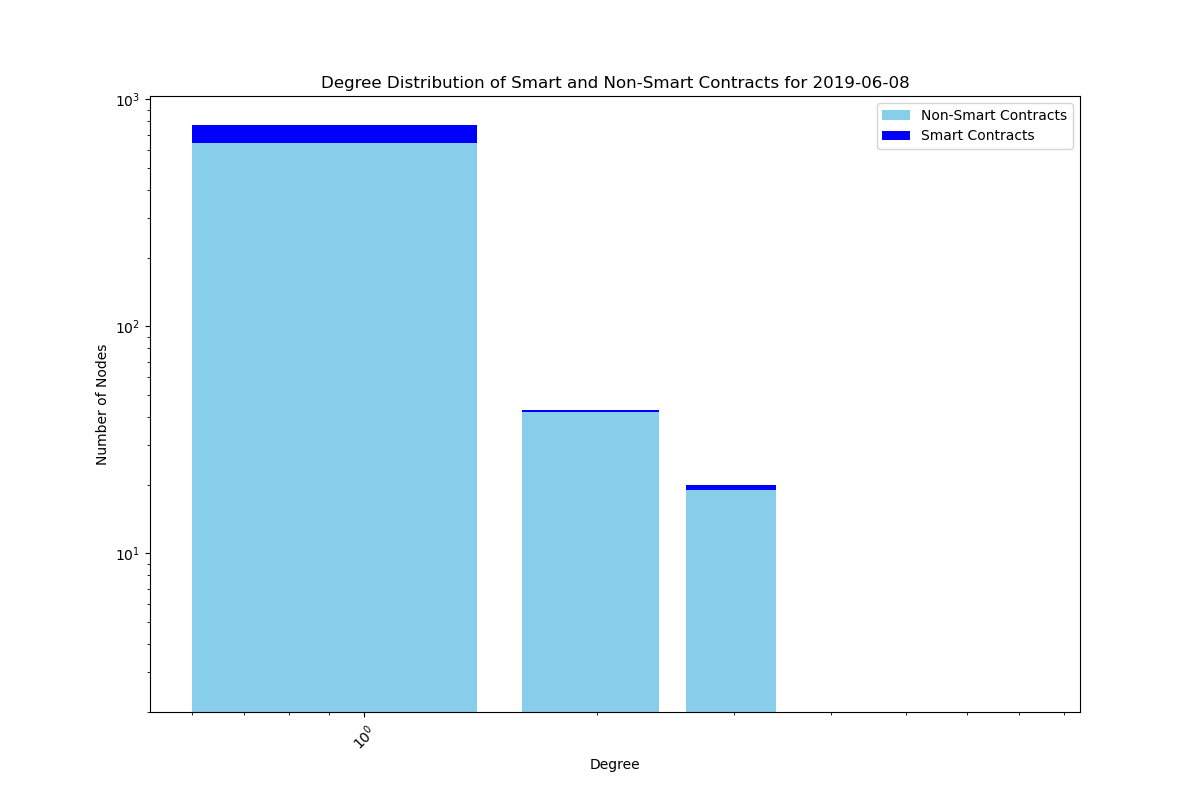 Degree Distribution of Smart and Non-Smart Contracts for 2019-06-08
Non-Smart Contracts
Smart Contracts
Number of Nodes
10³
10²
10¹
10⁰
Degree